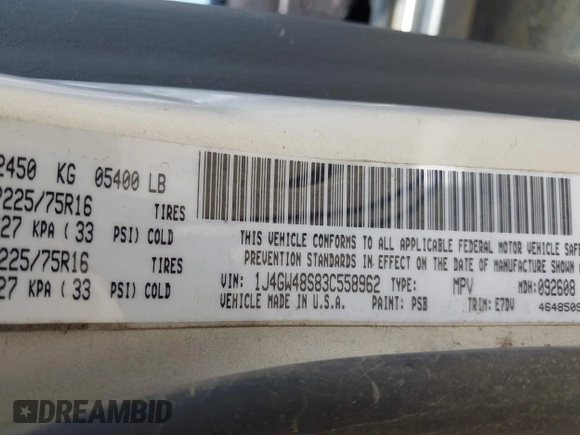 2450 KG 05400 LB
P225/75R16 TIRES
27 KPA ( 33 PSI) COLD
225/75R16 TIRES
27 KPA ( 33 PSI) COLD
THIS VEHICLE CONFORMS TO ALL APPLICABLE FEDERAL MOTOR VEHICLE
PREVENTION STANDARDS IN EFFECT ON THE DATE OF MANUFACTURE SHOWN
VIN: 1J4GW48S83C558962 TYPE: MPV MDH:092608
VEHICLE MADE IN U.S.A. PAINT: PSB TRIM: E7DV
4648509
DREAMBID